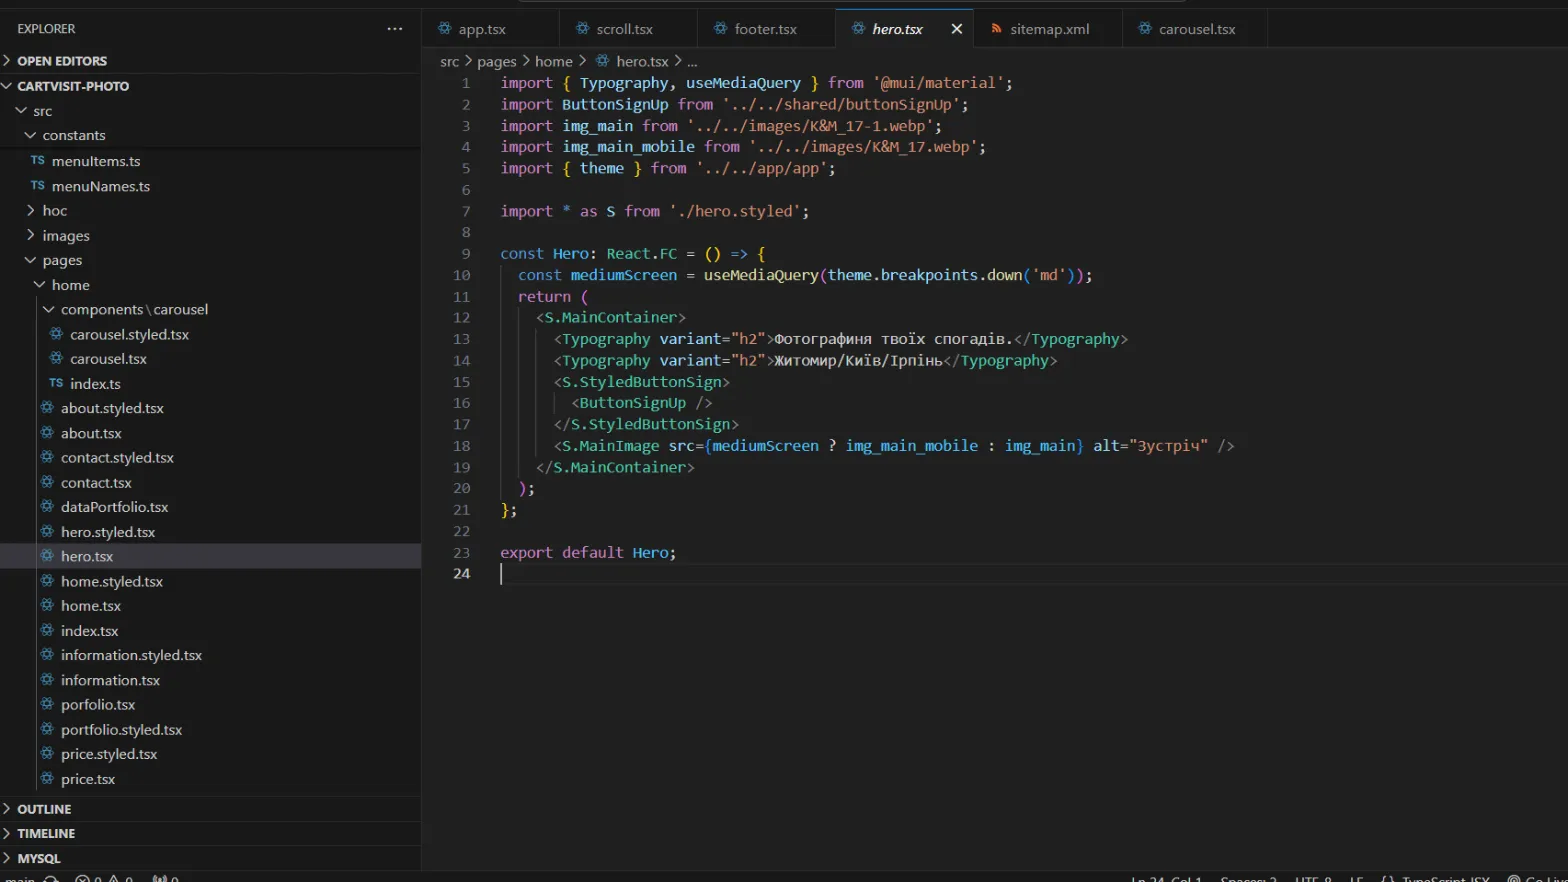 EXPLORER
OPEN EDITORS
CARTVISIT-PHOTO
src
constants
TS menuItems.ts
TS menuNames.ts
hoc
images
pages
home
components\carousel
carousel.styled.tsx
carousel.tsx
TS index.ts
about.styled.tsx
about.tsx
contact.styled.tsx
contact.tsx
dataPortfolio.tsx
hero.styled.tsx
hero.tsx
home.styled.tsx
home.tsx
index.tsx
information.styled.tsx
information.tsx
porfolio.tsx
portfolio.styled.tsx
price.styled.tsx
price.tsx
OUTLINE
TIMELINE
MYSQL
app.tsx scroll.tsx footer.tsx hero.tsx sitemap.xml carousel.tsx
src > pages > home > hero.tsx > ...
1 import { Typography, useMediaQuery } from '@mui/material';
2 import ButtonSignUp from '../../shared/buttonSignUp';
3 import img_main from '../../images/K&M_17-1.webp';
4 import img_main_mobile from '../../images/K&M_17.webp';
5 import { theme } from '../../app/app';
6
7 import * as S from './hero.styled';
8
9 const Hero: React.FC = () => {
10 const mediumScreen = useMediaQuery(theme.breakpoints.down('md'));
11 return (
12 <S.MainContainer>
13 <Typography variant="h2">Фотографиня твоїх спогадів.</Typography>
14 <Typography variant="h2">Житомир/Київ/Ірпінь</Typography>
15 <S.StyledButtonSign>
16 <ButtonSignUp />
17 </S.StyledButtonSign>
18 <S.MainImage src={mediumScreen ? img_main_mobile : img_main} alt="Зустріч" />
19 </S.MainContainer>
20 );
21 };
22
23 export default Hero;
24
main 0 0 0 Ln 24, Col 1 Spaces: 2 UTF-8 LF {} TypeScript JSX Go Live